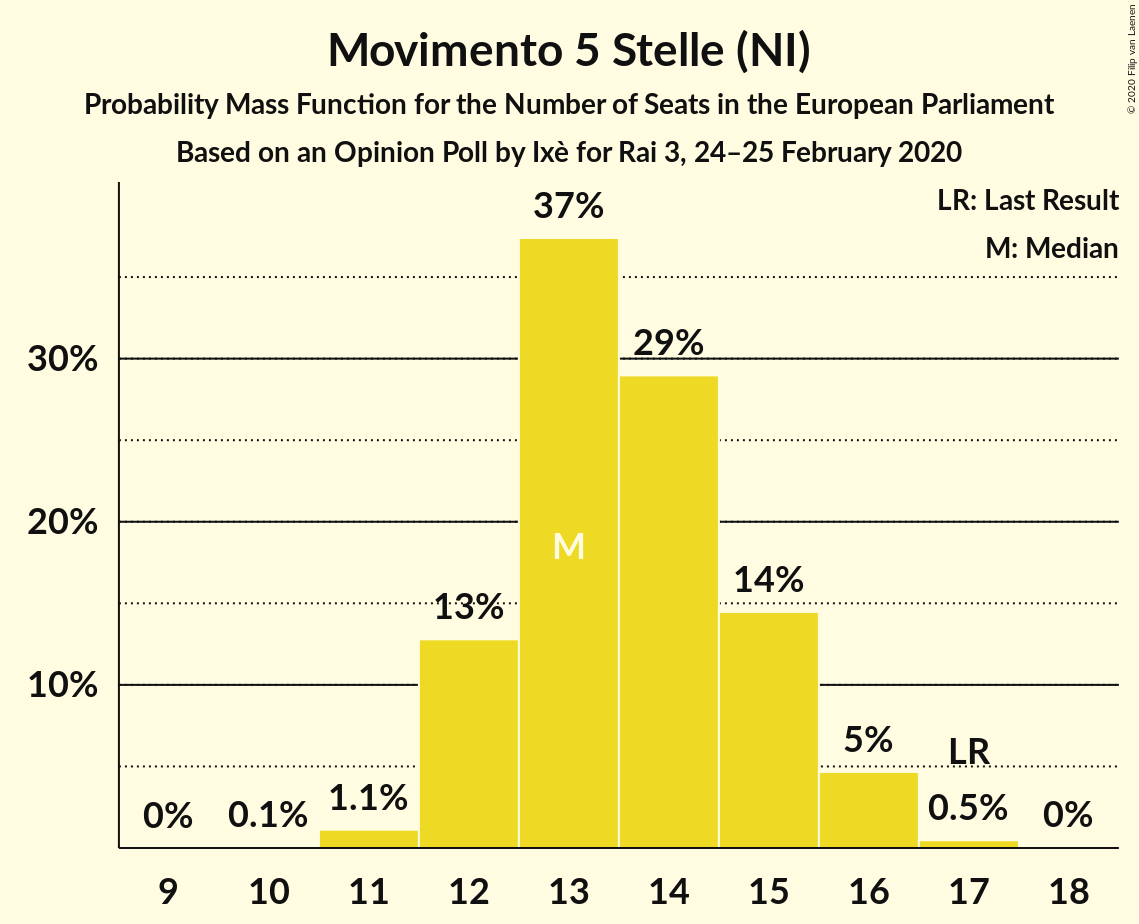 Movimento 5 Stelle (NI)
Probability Mass Function for the Number of Seats in the European Parliament
Based on an Opinion Poll by Ixè for Rai 3, 24–25 February 2020
© 2020 Filip van Laenen
LR: Last Result
M: Median
37%
29%
30%
M
20%
14%
13%
10%
5%
LR
1.1%
0.5%
0%
0.1%
0%
9 10 11 12 13 14 15 16 17 18